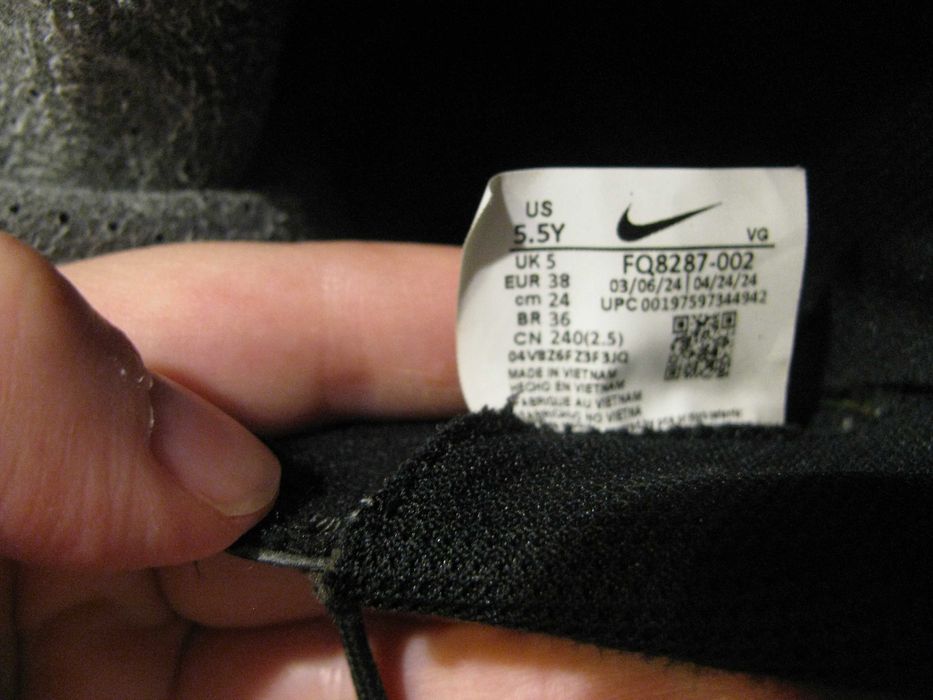 US
5.5Y
VG
UK 5
EUR 38
cm 24
BR 36
CN 240(2.5)
FQ8287-002
03/06/24 | 04/24/24
UPC 00197597344942
MADE IN VIETNAM
HECHO EN VIETNAM
FABRIQUE AU VIETNAM